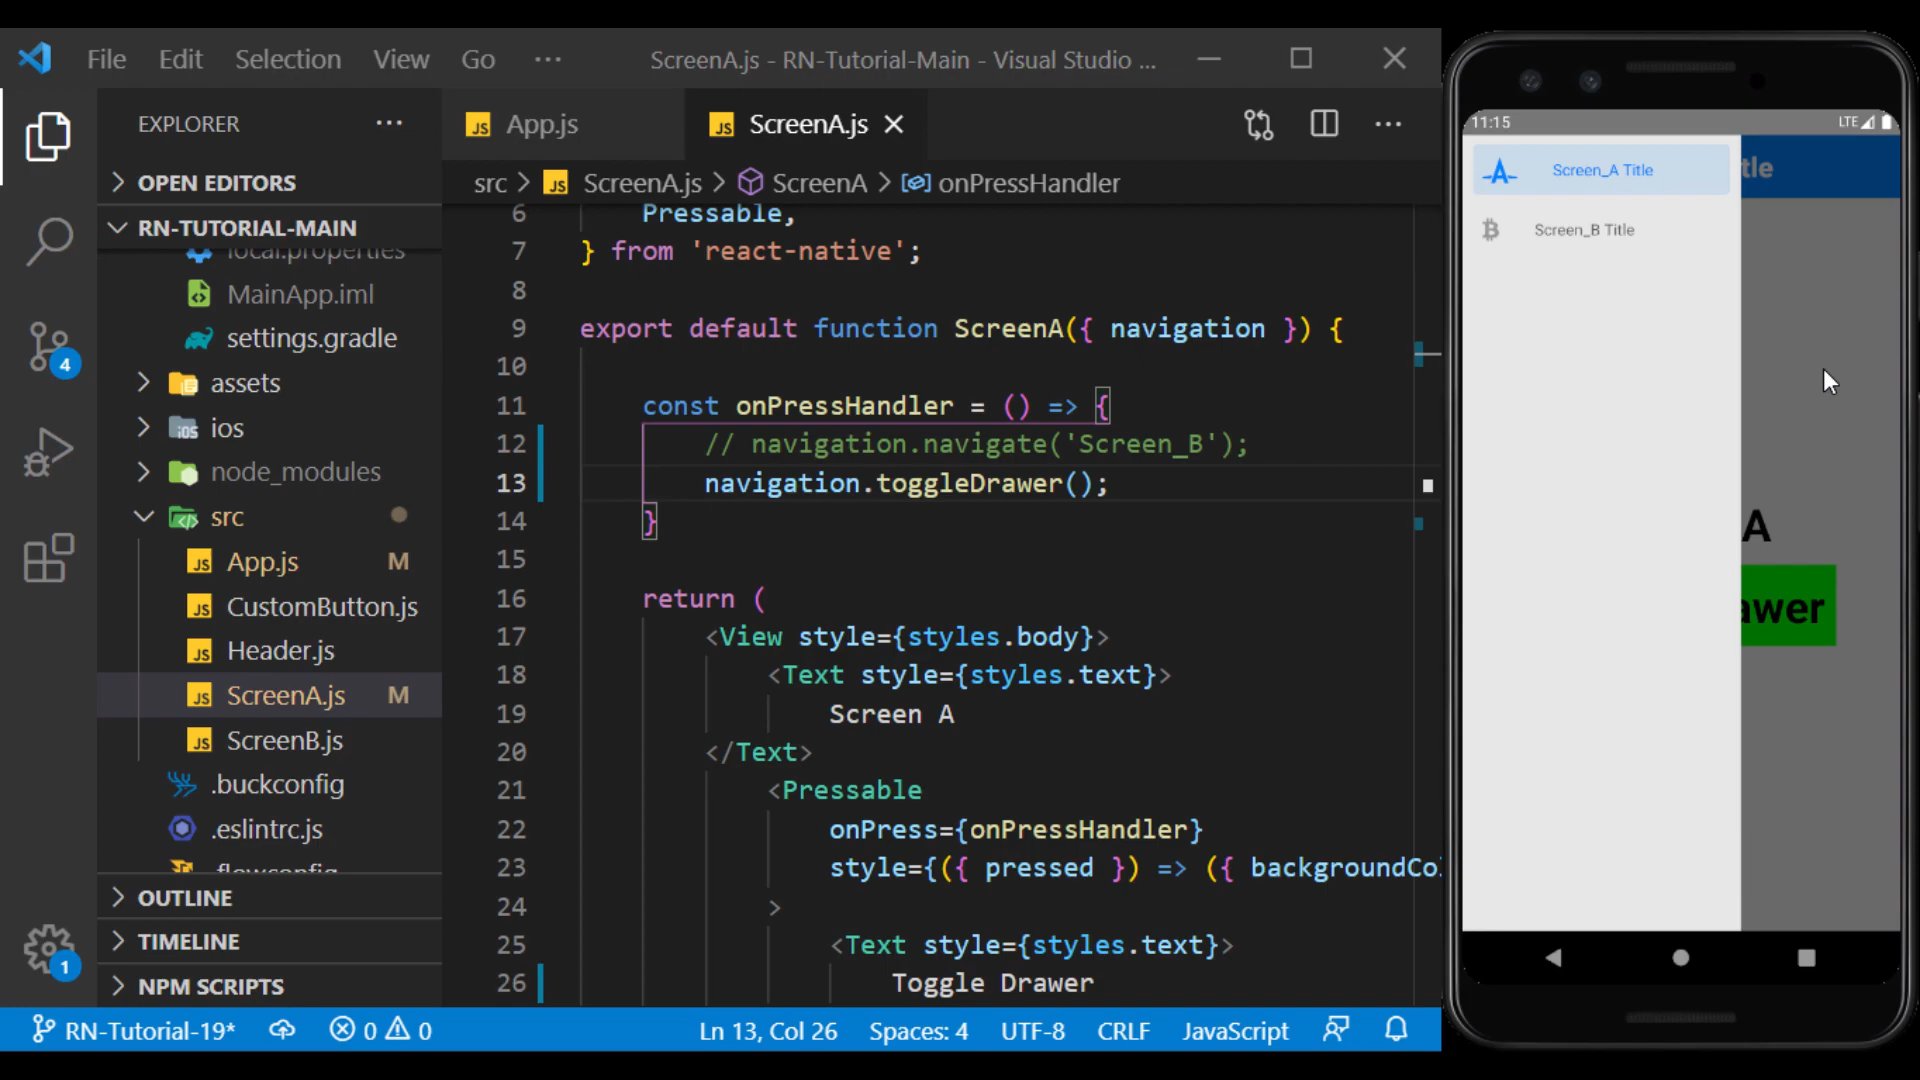 File Edit Selection View Go ··· ScreenA.js - RN-Tutorial-Main - Visual Studio ...
EXPLORER
App.js
ScreenA.js
OPEN EDITORS
src > ScreenA.js > ScreenA > onPressHandler
RN-TUTORIAL-MAIN
local.properties
MainApp.iml
settings.gradle
assets
ios
node_modules
src
App.js M
CustomButton.js
Header.js
ScreenA.js M
ScreenB.js
.buckconfig
.eslintrc.js
.flowconfig
OUTLINE
TIMELINE
NPM SCRIPTS
4
1
6 Pressable,
7 } from 'react-native';
8
9 export default function ScreenA({ navigation }) {
10
11 const onPressHandler = () => {
12 // navigation.navigate('Screen_B');
13 navigation.toggleDrawer();
14 }
15
16 return (
17 <View style={styles.body}>
18 <Text style={styles.text}>
19 Screen A
20 </Text>
21 <Pressable
22 onPress={onPressHandler}
23 style={({ pressed }) => ({ backgroundCo
24 >
25 <Text style={styles.text}>
26 Toggle Drawer
RN-Tutorial-19* 0 0 Ln 13, Col 26 Spaces: 4 UTF-8 CRLF JavaScript
11:15 LTE
Screen_A Title
tle
Screen_B Title
A
awer